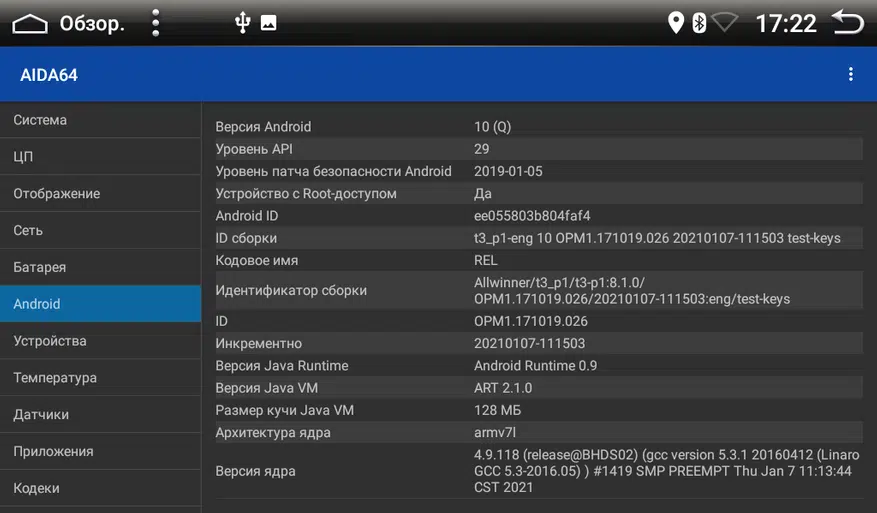 Обзор.
17:22
AIDA64
Система
ЦП
Отображение
Сеть
Батарея
Android
Устройства
Температура
Датчики
Приложения
Кодеки
Версия Android 10 (Q)
Уровень API 29
Уровень патча безопасности Android 2019-01-05
Устройство с Root-доступом Да
Android ID ee055803b804faf4
ID сборки t3_p1-eng 10 OPM1.171019.026 20210107-111503 test-keys
Кодовое имя REL
Идентификатор сборки Allwinner/t3_p1/t3-p1:8.1.0/
OPM1.171019.026/20210107-111503:eng/test-keys
ID OPM1.171019.026
Инкрементно 20210107-111503
Версия Java Runtime Android Runtime 0.9
Версия Java VM ART 2.1.0
Размер кучи Java VM 128 МБ
Архитектура ядра armv7l
Версия ядра 4.9.118 (release@BHDS02) (gcc version 5.3.1 20160412 (Linaro
GCC 5.3-2016.05) ) #1419 SMP PREEMPT Thu Jan 7 11:13:44
CST 2021